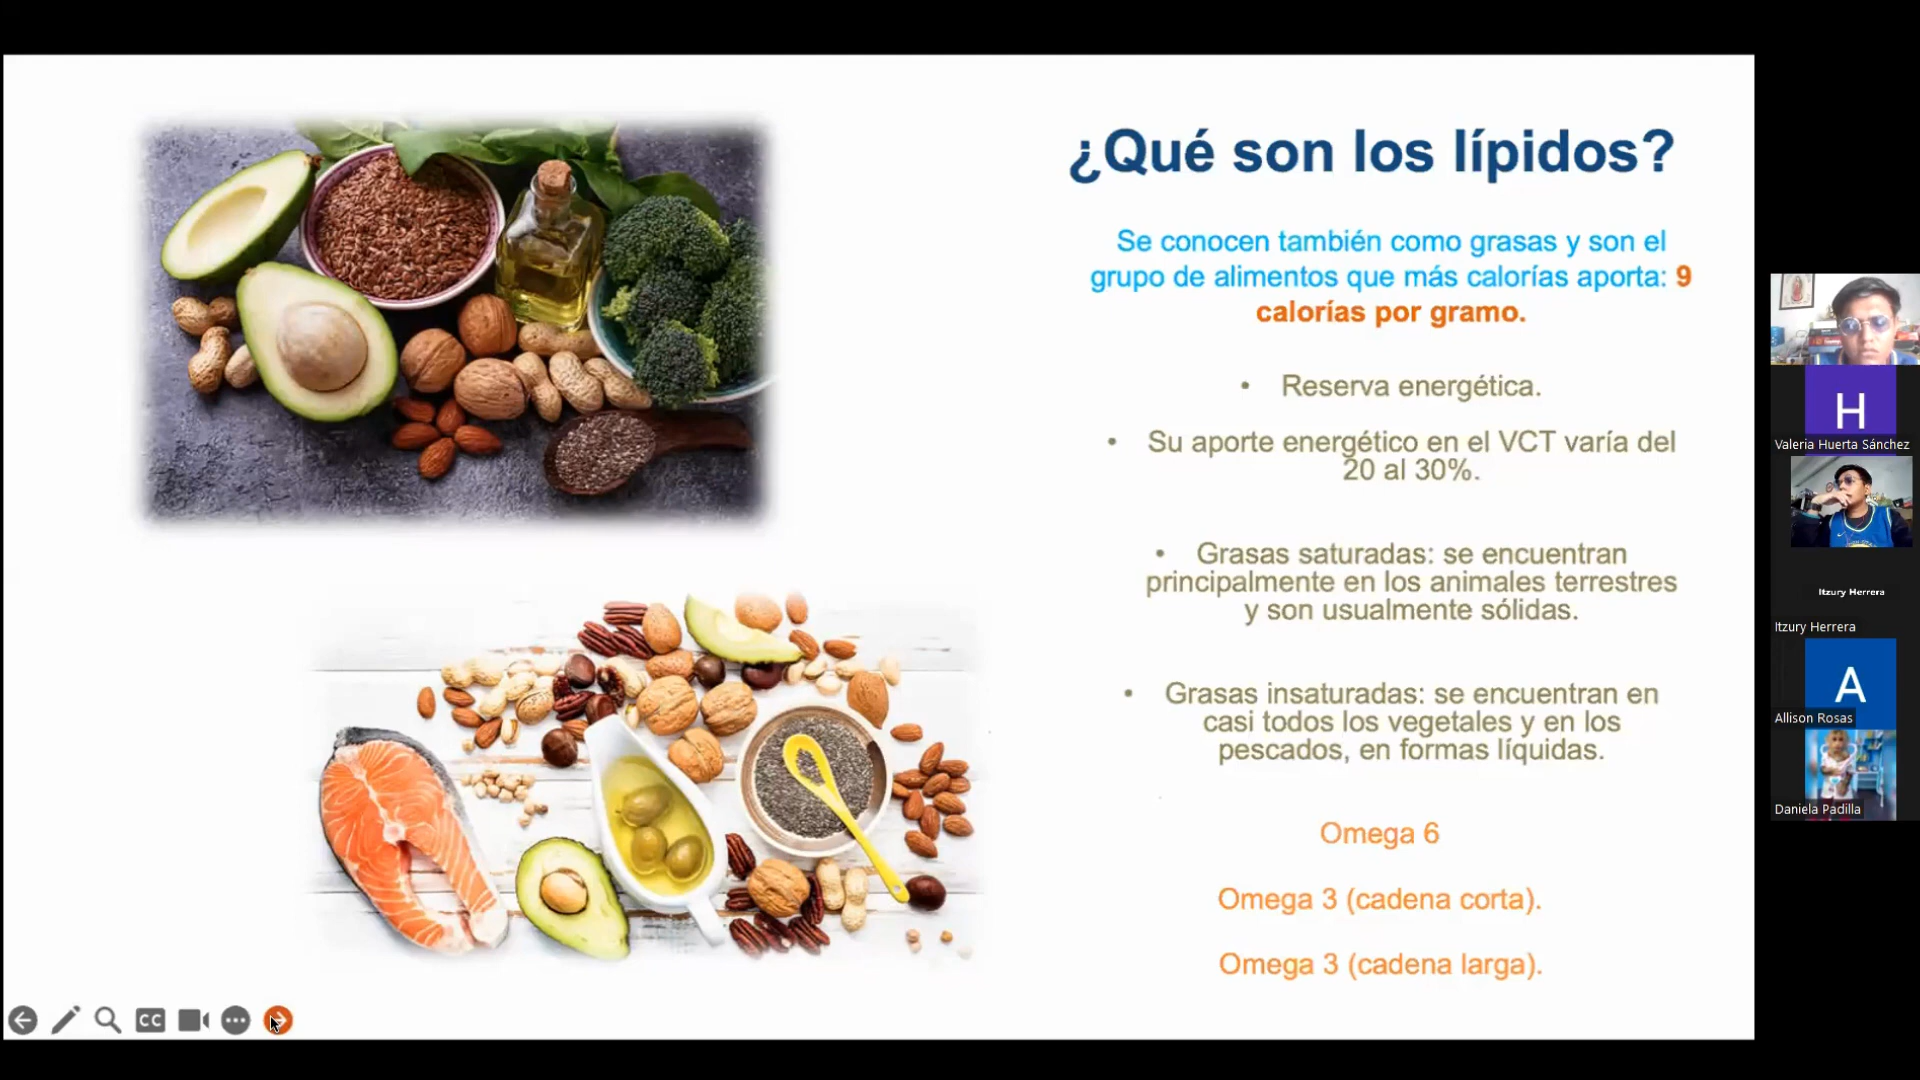 ¿Qué son los lípidos?
Se conocen también como grasas y son el
grupo de alimentos que más calorías aporta: 9
calorías por gramo.
• Reserva energética.
• Su aporte energético en el VCT varía del
20 al 30%.
• Grasas saturadas: se encuentran
principalmente en los animales terrestres
y son usualmente sólidas.
• Grasas insaturadas: se encuentran en
casi todos los vegetales y en los
pescados, en formas líquidas.
Omega 6
Omega 3 (cadena corta).
Omega 3 (cadena larga).
CC
H
Valeria Huerta Sánchez
Itzury Herrera
Itzury Herrera
A
Allison Rosas
Daniela Padilla